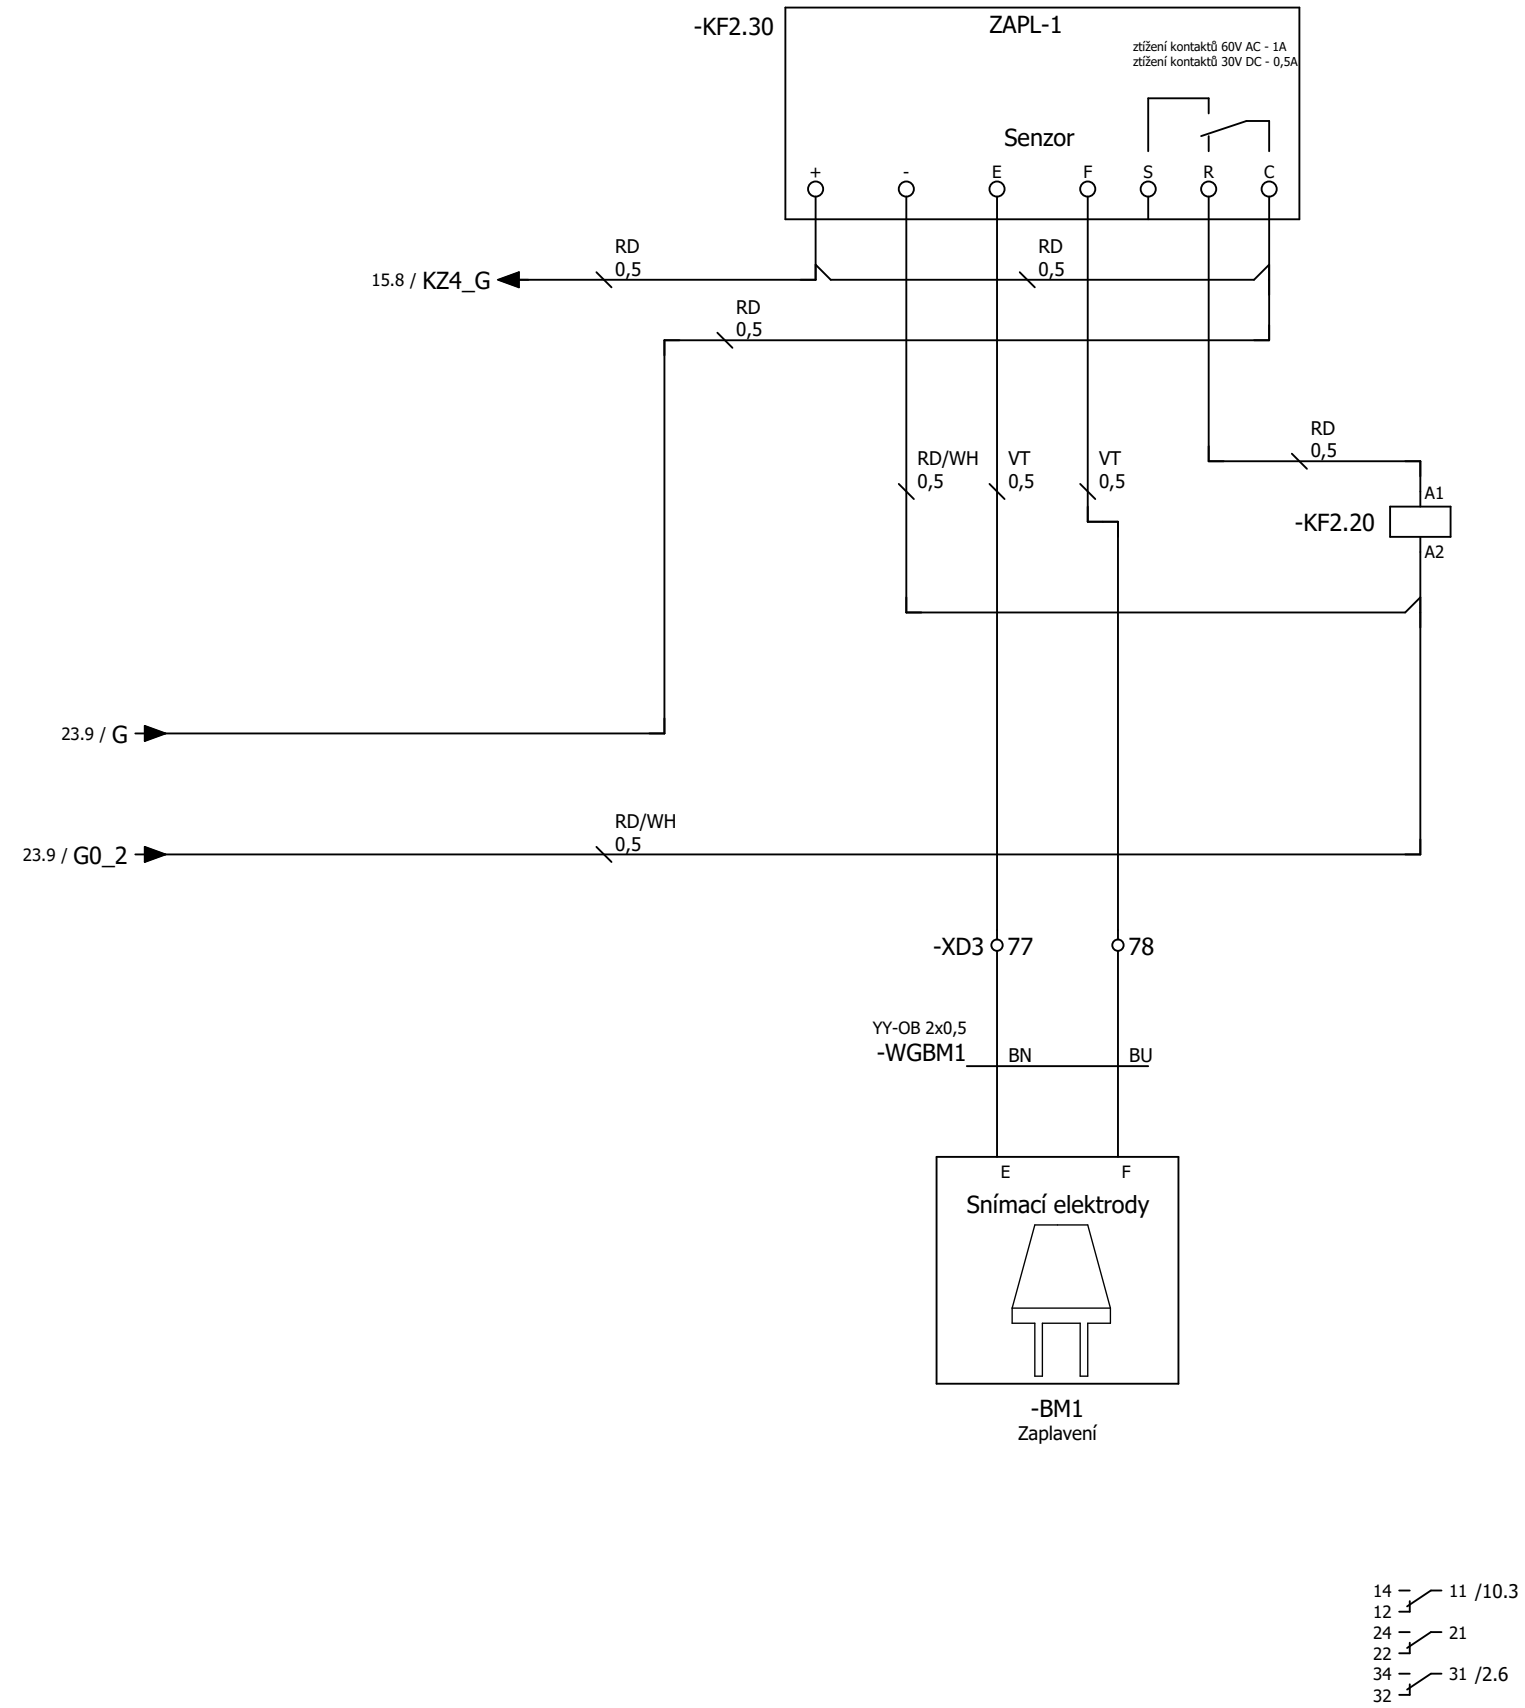 -KF2.30
ZAPL-1
ztížení kontaktů 60V AC - 1A
ztížení kontaktů 30V DC - 0,5A
Senzor
+ - E F S R C
RD
0,5
RD
0,5
15.8 / KZ4_G
RD
0,5
RD
0,5
RD/WH
0,5
VT
0,5
VT
0,5
A1
-KF2.20
A2
23.9 / G
RD/WH
0,5
23.9 / G0_2
-XD3 77 78
YY-OB 2x0,5
-WGBM1 BN BU
E F
Snímací elektrody
-BM1
Zaplavení
14 11 /10.3
12
24 21
22
34 31 /2.6
32